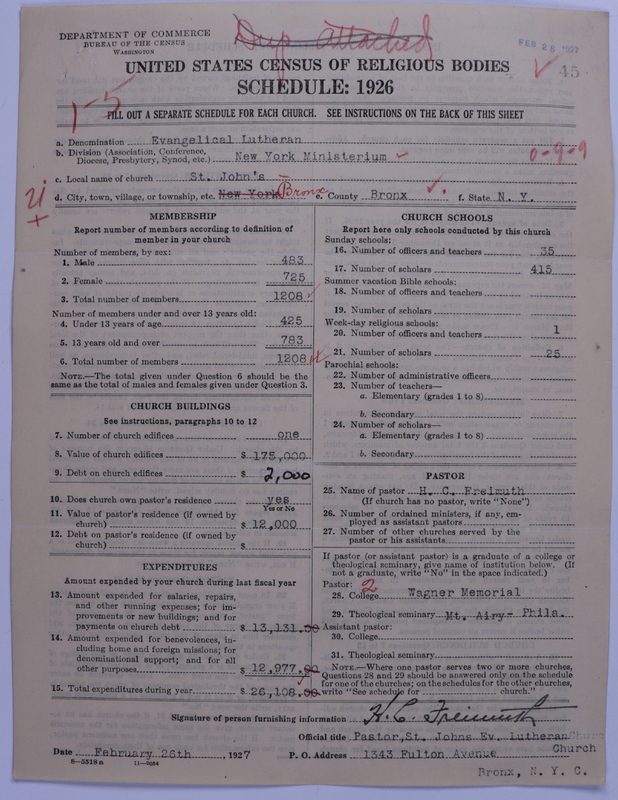 DEPARTMENT OF COMMERCE
BUREAU OF THE CENSUS
WASHINGTON
Dup attached
FEB 28 1927
45
UNITED STATES CENSUS OF RELIGIOUS BODIES
SCHEDULE: 1926
1-5
FILL OUT A SEPARATE SCHEDULE FOR EACH CHURCH. SEE INSTRUCTIONS ON THE BACK OF THIS SHEET
a. Denomination Evangelical Lutheran
b. Division (Association, Conference, Diocese, Presbytery, Synod, etc.) New York Ministerium
0-9-9
c. Local name of church St. John's
d. City, town, village, or township, etc. New York Bronx e. County Bronx f. State N. Y.
MEMBERSHIP
Report number of members according to definition of
member in your church
Number of members, by sex:
1. Male 483
2. Female 725
3. Total number of members 1208
Number of members under and over 13 years old:
4. Under 13 years of age 425
5. 13 years old and over 783
6. Total number of members 1208
NOTE.—The total given under Question 6 should be
same as the total of males and females given under Question 3.
CHURCH BUILDINGS
See instructions, paragraphs 10 to 12
7. Number of church edifices one
8. Value of church edifices $ 175,000
9. Debt on church edifices $ 2,000
10. Does church own pastor's residence yes
Yes or No
11. Value of pastor's residence (if owned by
church) $ 12,000
12. Debt on pastor's residence (if owned by
church) $
EXPENDITURES
Amount expended by your church during last fiscal year
13. Amount expended for salaries, repairs,
and other running expenses; for im-
provements or new buildings; and for
payments on church debt $ 13,131.00
14. Amount expended for benevolences, in-
cluding home and foreign missions; for
denominational support; and for all
other purposes $ 12,977.00
15. Total expenditures during year $ 26,108.00
CHURCH SCHOOLS
Report here only schools conducted by this church
Sunday schools:
16. Number of officers and teachers 35
17. Number of scholars 415
Summer vacation Bible schools:
18. Number of officers and teachers
19. Number of scholars
Week-day religious schools:
20. Number of officers and teachers 1
21. Number of scholars 25
Parochial schools:
22. Number of administrative officers
23. Number of teachers—
a. Elementary (grades 1 to 8)
b. Secondary
24. Number of scholars—
a. Elementary (grades 1 to 8)
b. Secondary
PASTOR
25. Name of pastor H. C. Freimuth
(If church has no pastor, write "None")
26. Number of ordained ministers, if any, em-
ployed as assistant pastors
27. Number of other churches served by the
pastor or his assistants
If pastor (or assistant pastor) is a graduate of a college or
theological seminary, give name of institution below. (If
not a graduate, write "No" in the space indicated.)
Pastor: 2
28. College Wagner Memorial
29. Theological seminary Mt. Airy- Phila.
Assistant pastor:
30. College
31. Theological seminary
NOTE.—Where one pastor serves two or more churches,
Questions 28 and 29 should be answered only on the schedule
for one of the churches; on the schedules for the other churches,
write "See schedule for church."
Signature of person furnishing information H. C. Freimuth
Official title Pastor, St. Johns Ev. Lutheran Church
Church
Date February 26th 1927 P. O. Address 1343 Fulton Avenue
8-5518a 11-9064
Bronx, N. Y. C.